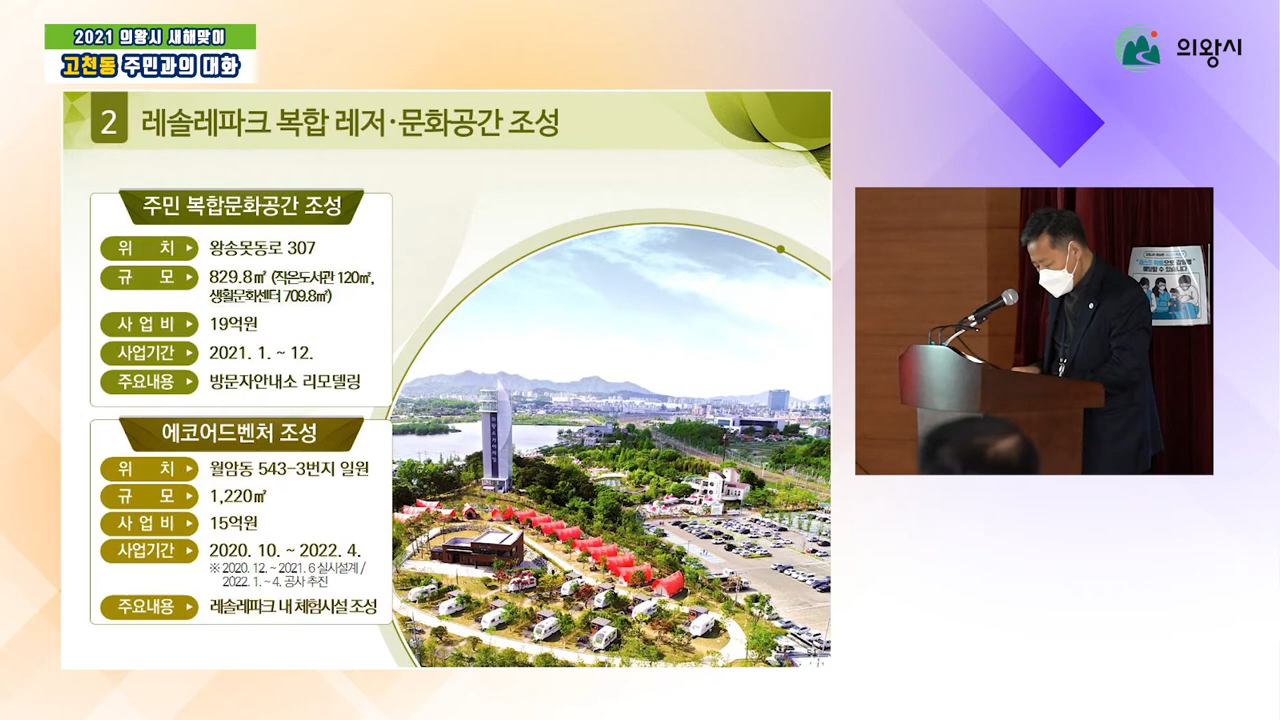 2021 의왕시 새해맞이
고천동 주민과의 대화
의왕시
2 레솔레파크 복합 레저·문화공간 조성
주민 복합문화공간 조성
위 치 왕송못동로 307
규 모 829.8㎡ (작은도서관 120㎡,
생활문화센터 709.8㎡)
사 업 비 19억원
사업기간 2021. 1. ~ 12.
주요내용 방문자안내소 리모델링
에코어드벤처 조성
위 치 월암동 543-3번지 일원
규 모 1,220㎡
사 업 비 15억원
사업기간 2020. 10. ~ 2022. 4.
※ 2020. 12. ~ 2021. 6 실시설계 /
2022. 1. ~ 4. 공사 추진
주요내용 레솔레파크 내 체험시설 조성
예방할 수 있습니다